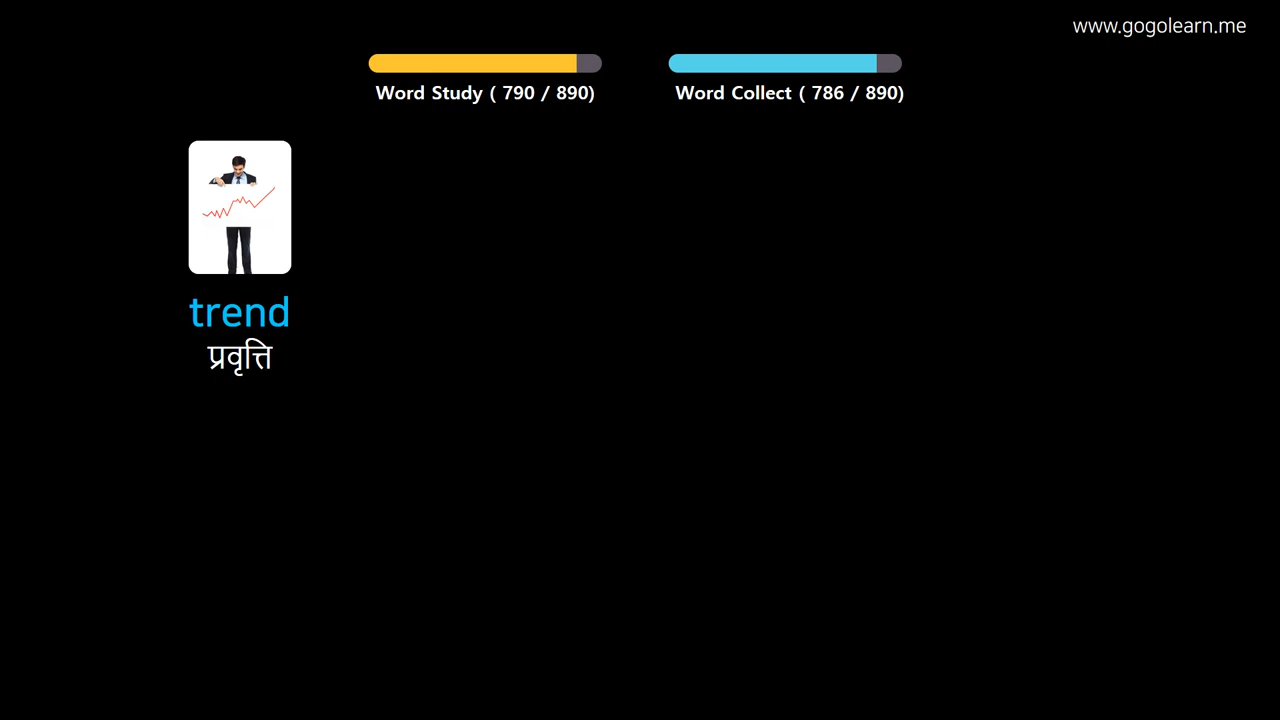 www.gogolearn.me
Word Study ( 790 / 890)
Word Collect ( 786 / 890)
trend
प्रवृत्ति